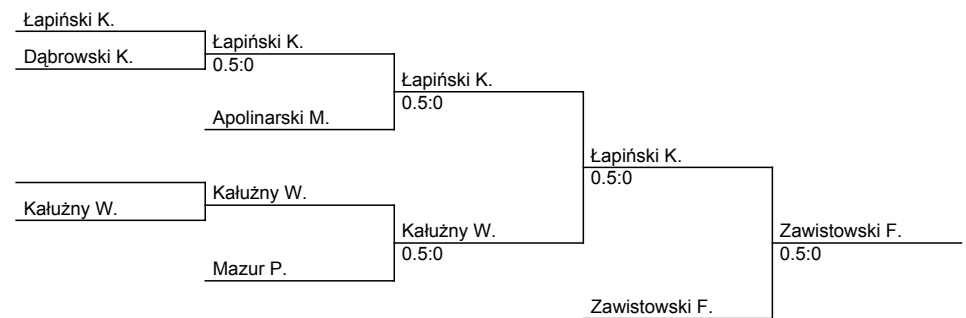 Łapiński K.
Dąbrowski K.
Łapiński K.
0.5:0
Apolinarski M.
Łapiński K.
0.5:0
Kałużny W.
Kałużny W.
Mazur P.
Kałużny W.
0.5:0
Łapiński K.
0.5:0
Zawistowski F.
Zawistowski F.
0.5:0